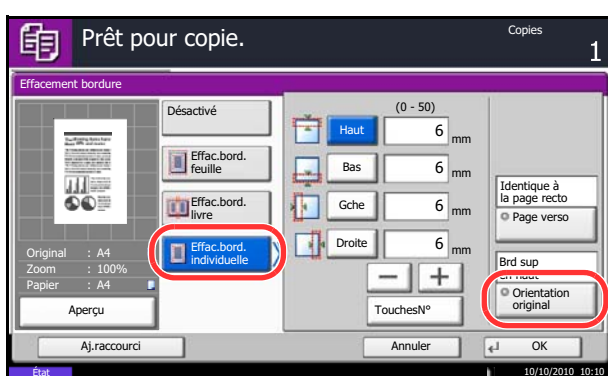 Prêt pour copie.
Copies
1
Effacement bordure
Désactivé
Effac.bord.
feuille
Effac.bord.
livre
Effac.bord.
individuelle
Original : A4
Zoom : 100%
Papier : A4
Aperçu
(0 - 50)
Haut 6 mm
Bas 6 mm
Gche 6 mm
Droite 6 mm
− +
TouchesN°
Identique à
la page recto
Page verso
Brd sup
en haut
Orientation
original
Aj.raccourci
Annuler
OK
État
10/10/2010 10:10